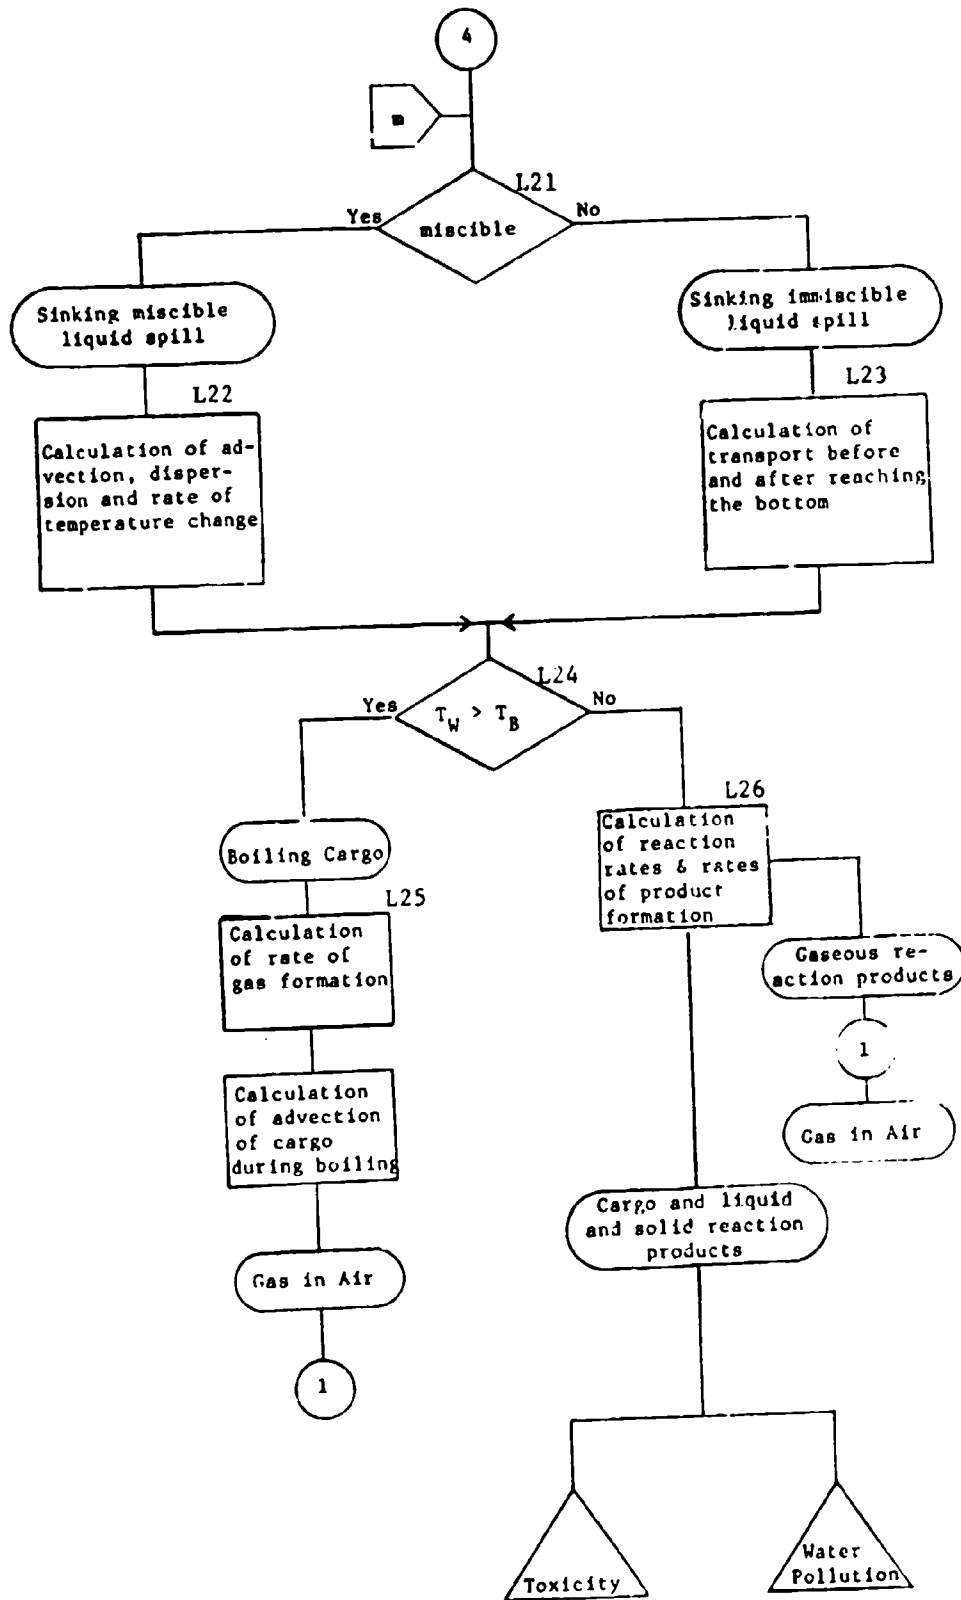 4
m
L21
Yes
miscible
No
Sinking miscible
liquid spill
Sinking immiscible
liquid spill
L22
Calculation of ad-
vection, disper-
sion and rate of
temperature change
L23
Calculation of
transport before
and after reaching
the bottom
L24
Yes
T_W > T_B
No
Boiling Cargo
L25
Calculation
of rate of
gas formation
Calculation
of advection
of cargo
during boiling
Gas in Air
1
L26
Calculation
of reaction
rates & rates
of product
formation
Gaseous re-
action products
1
Gas in Air
Cargo and liquid
and solid reaction
products
Toxicity
Water
Pollution